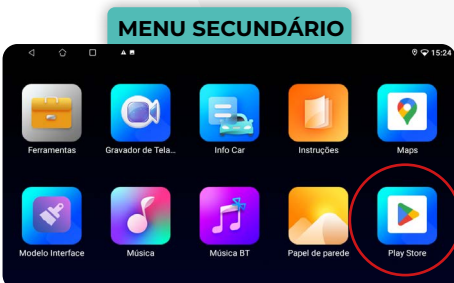 MENU SECUNDÁRIO
15:24
Ferramentas
Gravador de Tela...
Info Car
Instruções
Maps
Modelo Interface
Música
Música BT
Papel de parede
Play Store